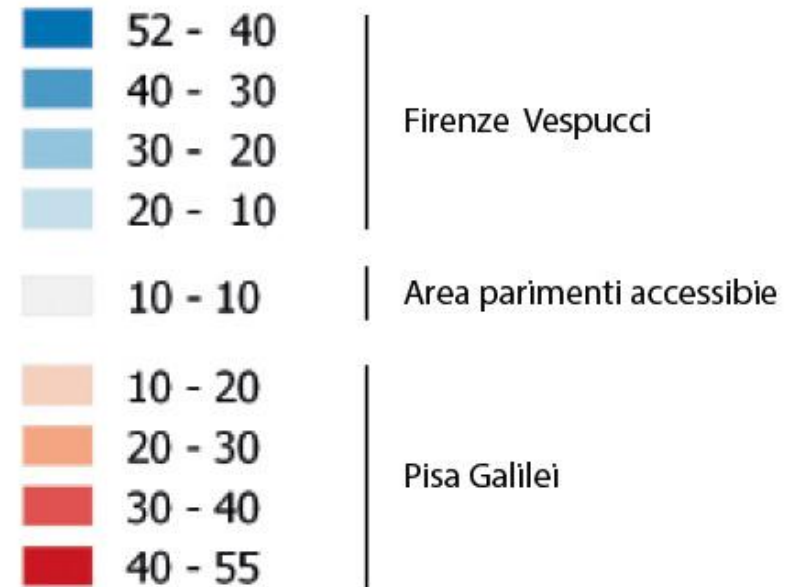 52 - 40
40 - 30
30 - 20
20 - 10
Firenze Vespucci
10 - 10
Area parimenti accessibie
10 - 20
20 - 30
30 - 40
40 - 55
Pisa Galilei